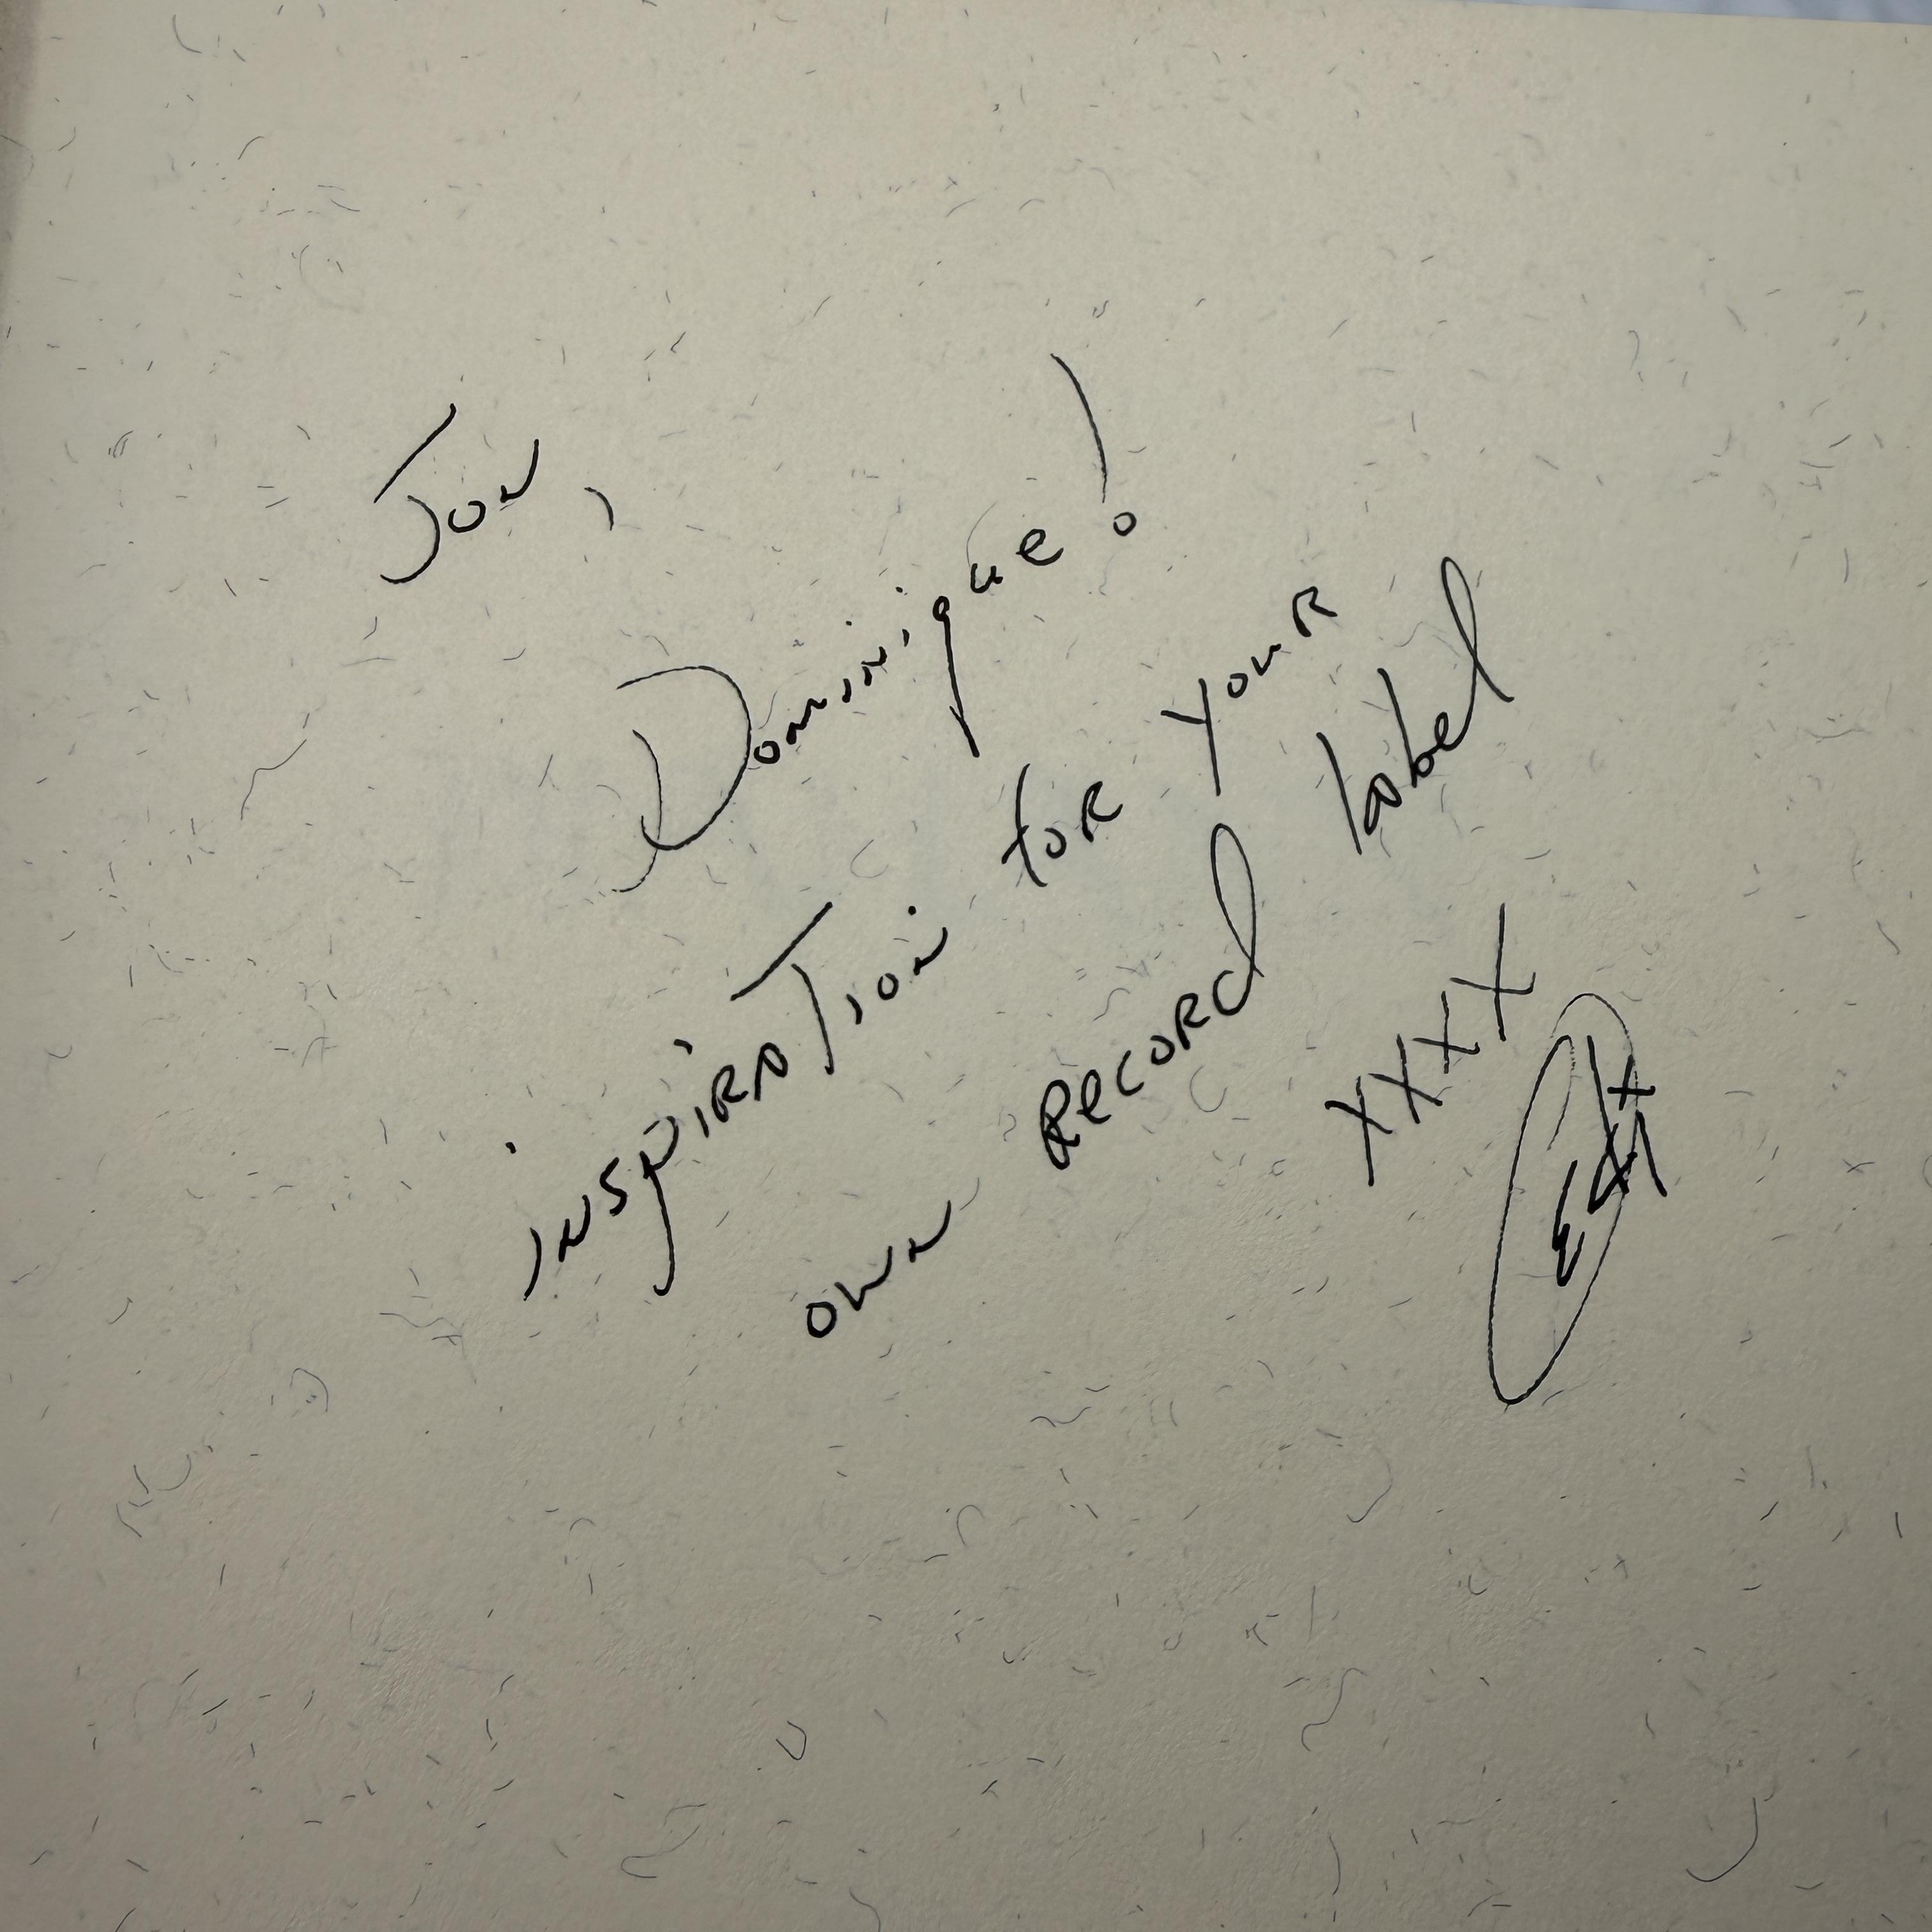 Jon,
Dominique!
inspiration for your
own record label
xxxx